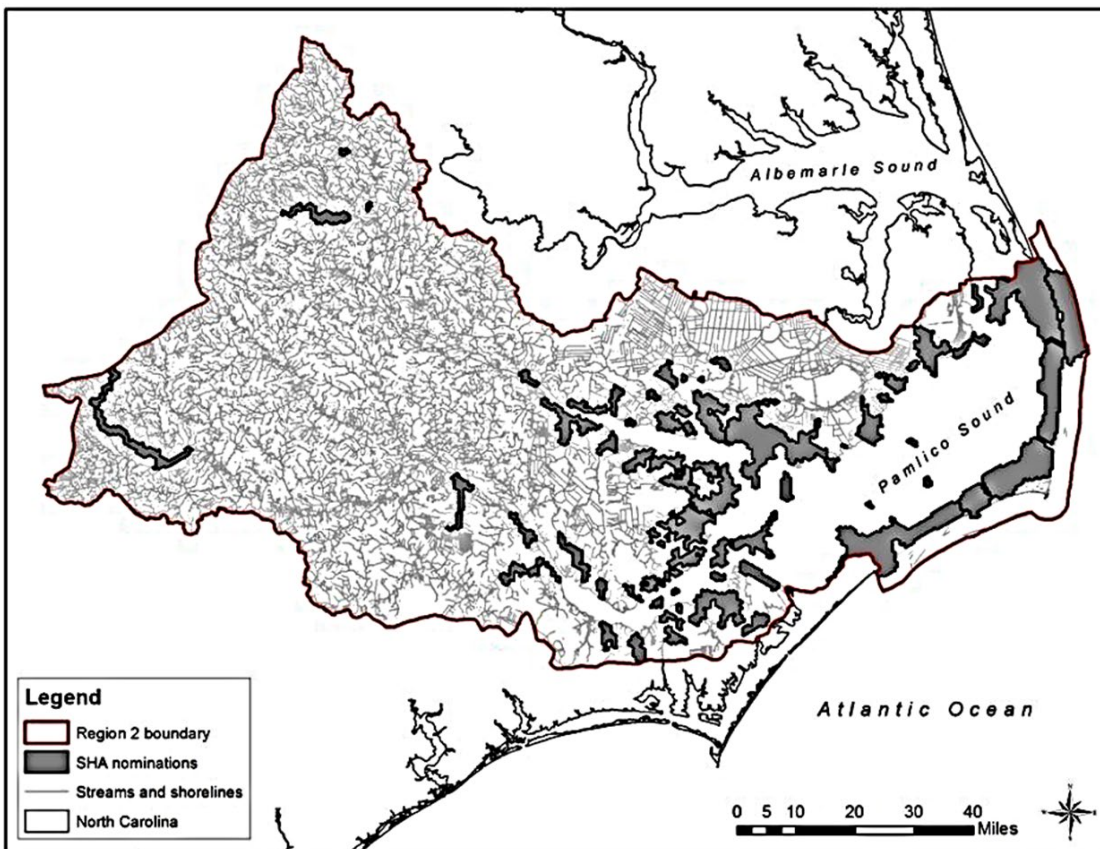 Albemarle Sound
Pamlico Sound
Atlantic Ocean
Legend
Region 2 boundary
SHA nominations
Streams and shorelines
North Carolina
0 5 10 20 30 40
Miles